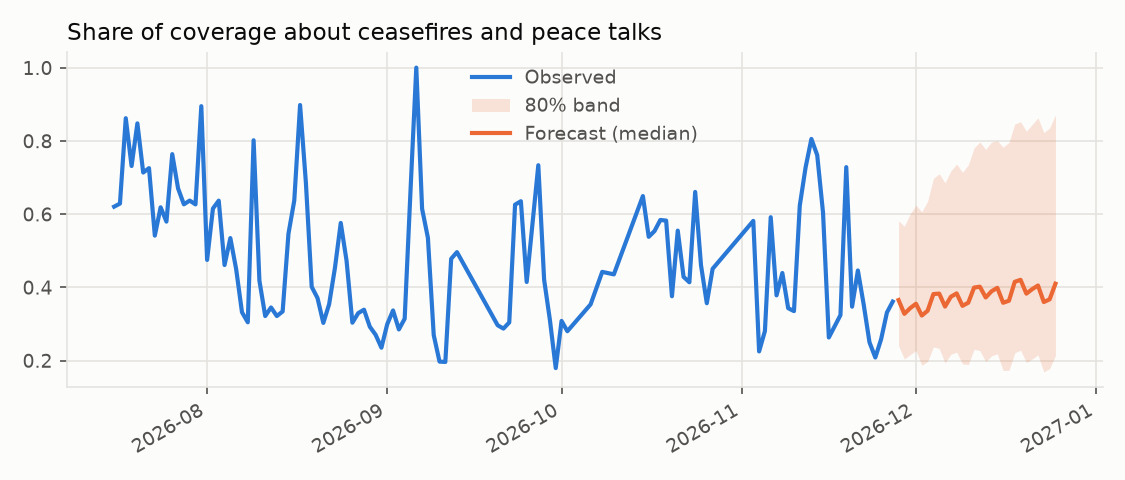 Share of coverage about ceasefires and peace talks
1.0
0.8
0.6
0.4
0.2
Observed
80% band
Forecast (median)
2026-08
2026-09
2026-10
2026-11
2026-12
2027-01